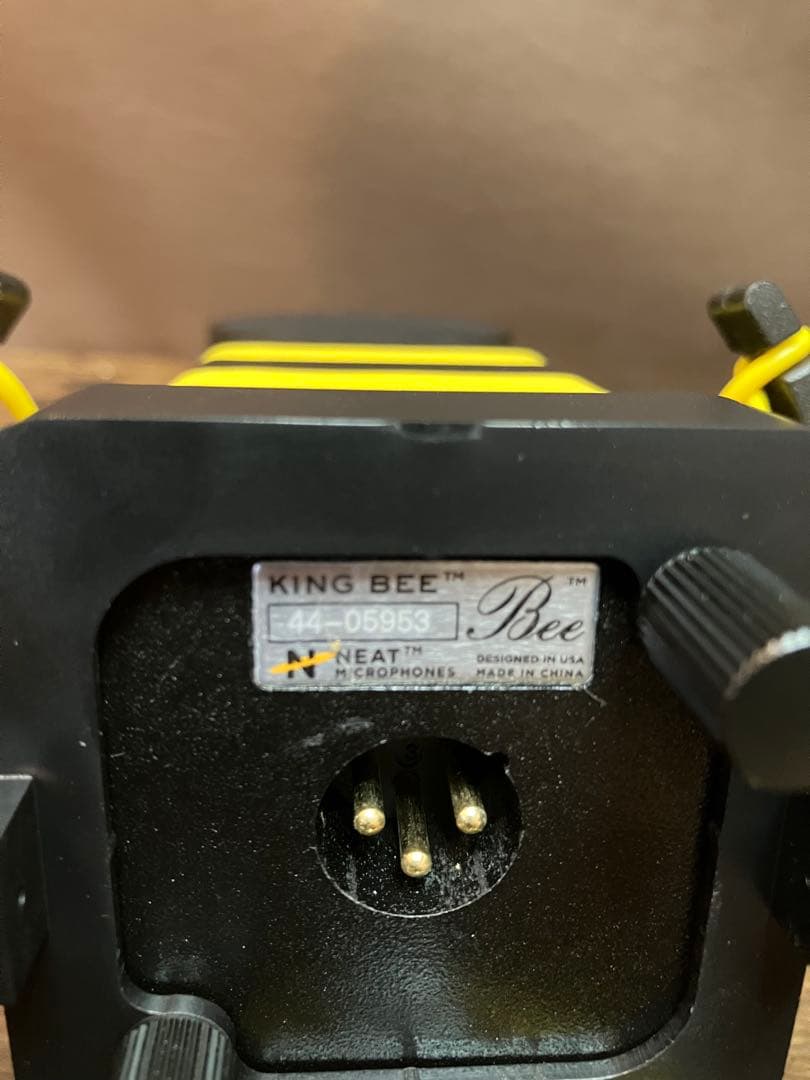 KING BEE™
44-05953
Bee™
N NEAT™
MICROPHONES
DESIGNED IN USA
MADE IN CHINA